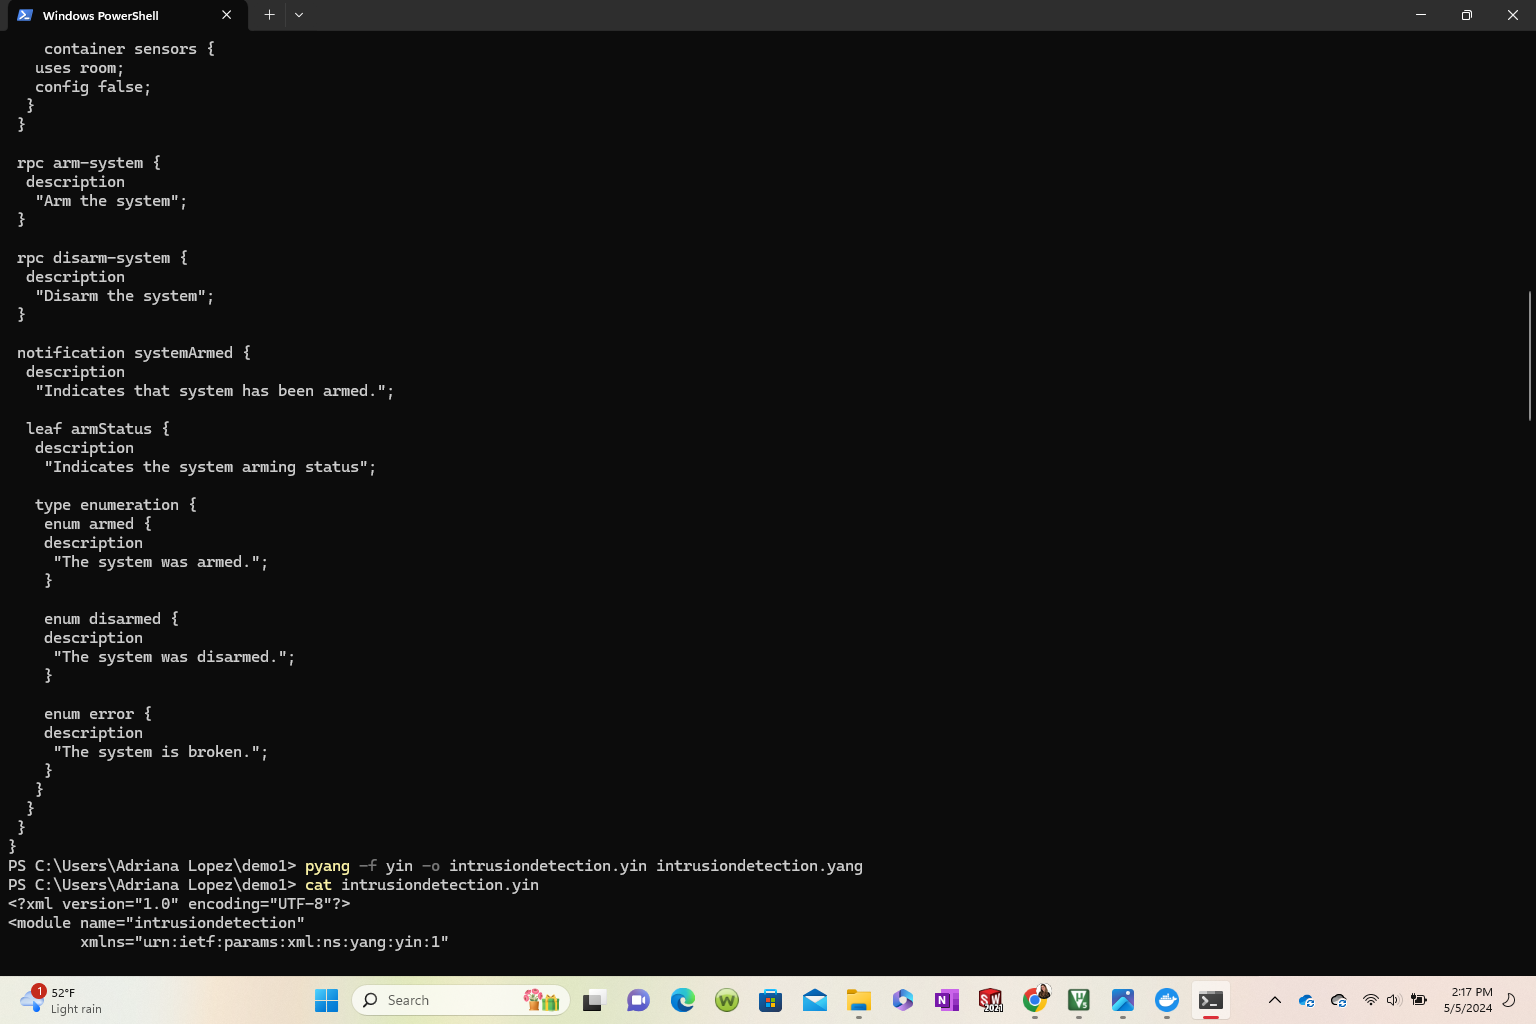 Windows PowerShell
container sensors {
uses room;
config false;
}
}
rpc arm-system {
description
"Arm the system";
}
rpc disarm-system {
description
"Disarm the system";
}
notification systemArmed {
description
"Indicates that system has been armed.";
leaf armStatus {
description
"Indicates the system arming status";
type enumeration {
enum armed {
description
"The system was armed.";
}
enum disarmed {
description
"The system was disarmed.";
}
enum error {
description
"The system is broken.";
}
}
}
}
}
PS C:\Users\Adriana Lopez\demo1> pyang -f yin -o intrusiondetection.yin intrusiondetection.yang
PS C:\Users\Adriana Lopez\demo1> cat intrusiondetection.yin
<?xml version="1.0" encoding="UTF-8"?>
<module name="intrusiondetection"
xmlns="urn:ietf:params:xml:ns:yang:yin:1"
1
52°F
Light rain
Search
W
N
SW
2021
2:17 PM
5/5/2024